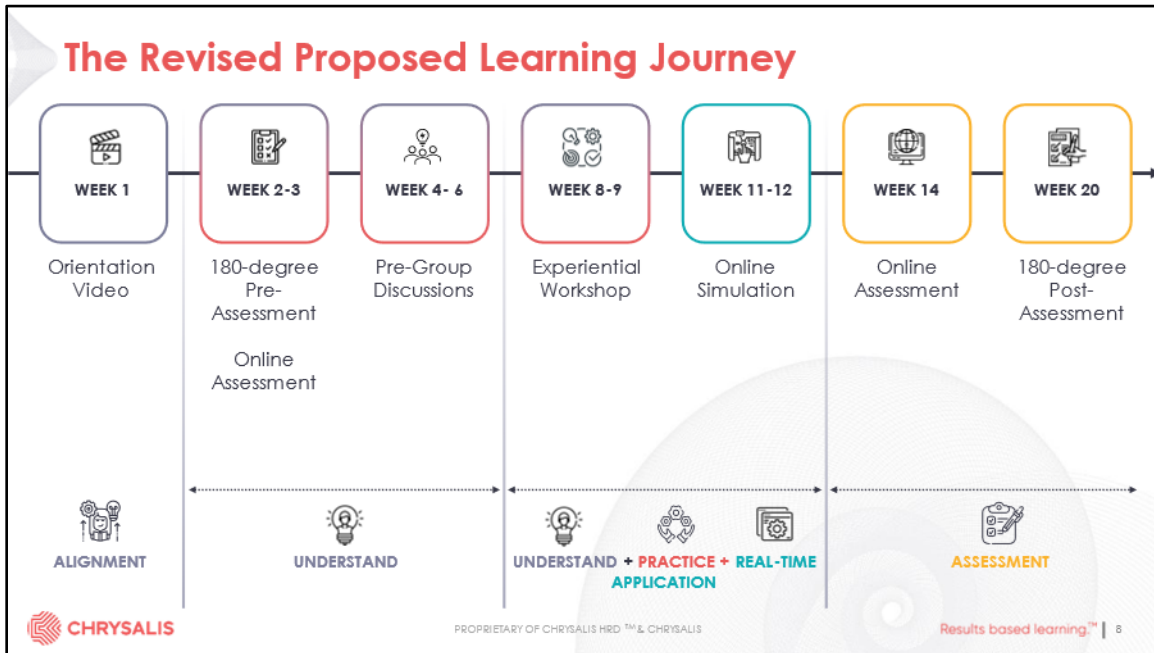 The Revised Proposed Learning Journey
WEEK 1
WEEK 2-3
WEEK 4- 6
WEEK 8-9
WEEK 11-12
WEEK 14
WEEK 20
Orientation
Video
180-degree
Pre-
Assessment
Online
Assessment
Pre-Group
Discussions
Experiential
Workshop
Online
Simulation
Online
Assessment
180-degree
Post-
Assessment
ALIGNMENT
UNDERSTAND
UNDERSTAND + PRACTICE + REAL-TIME
APPLICATION
ASSESSMENT
CHRYSALIS
PROPRIETARY OF CHRYSALIS HRD ™ & CHRYSALIS
Results based learning.™ | 8